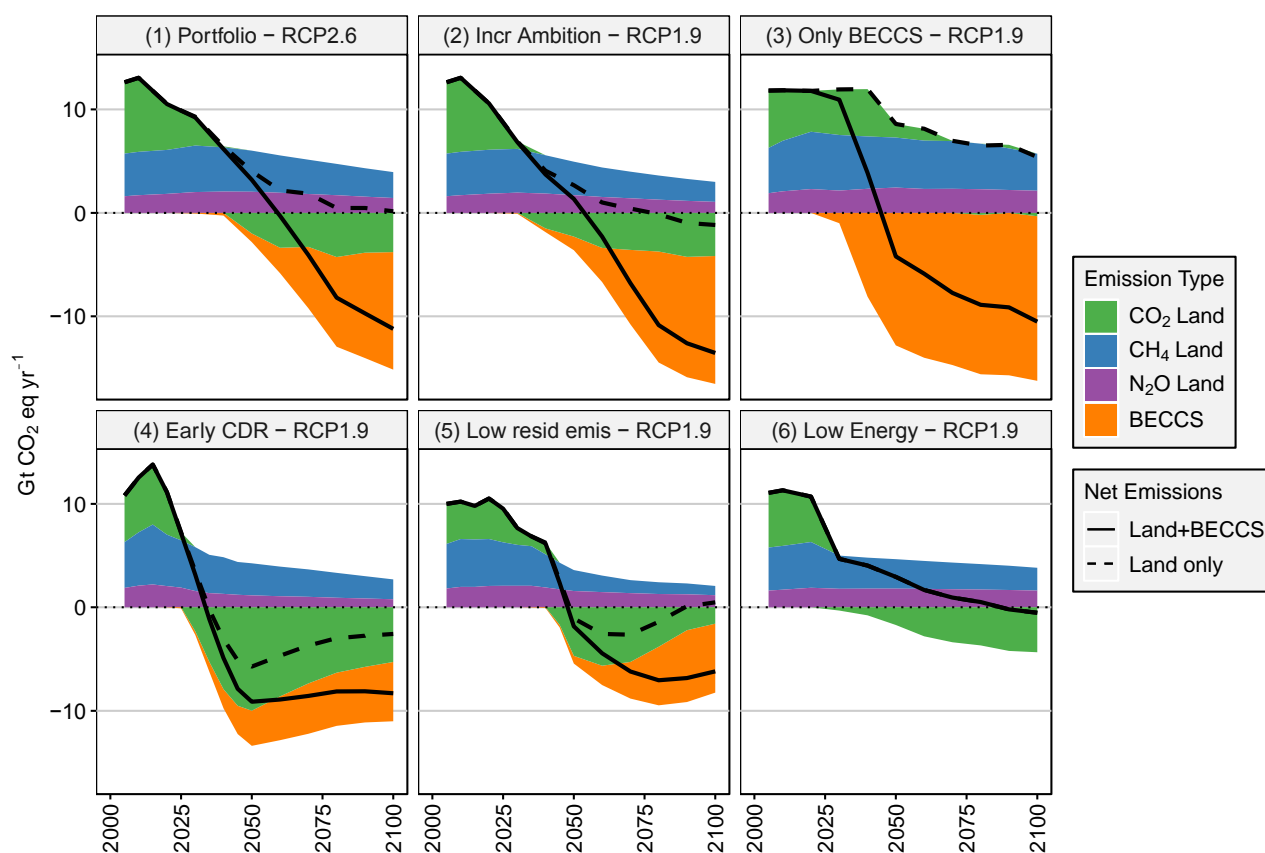 (1) Portfolio − RCP2.6
(2) Incr Ambition − RCP1.9
(3) Only BECCS − RCP1.9
10
0
−10
(4) Early CDR − RCP1.9
(5) Low resid emis − RCP1.9
(6) Low Energy − RCP1.9
10
0
−10
Gt CO₂ eq yr⁻¹
2000 2025 2050 2075 2100
2000 2025 2050 2075 2100
2000 2025 2050 2075 2100
Emission Type
CO₂ Land
CH₄ Land
N₂O Land
BECCS
Net Emissions
Land+BECCS
Land only